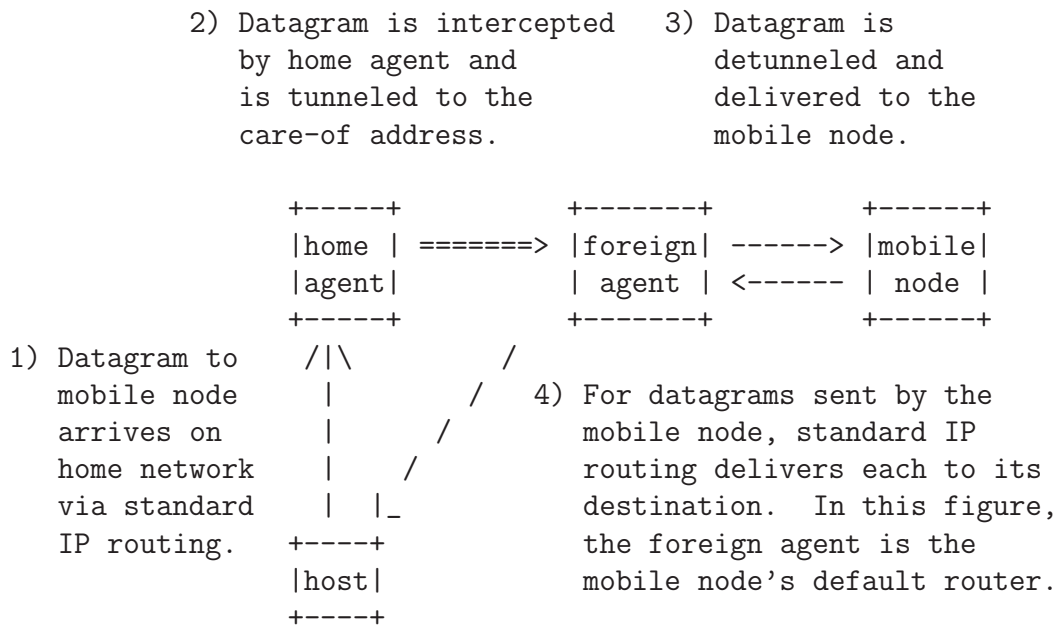 2) Datagram is intercepted   3) Datagram is
   by home agent and            detunneled and
   is tunneled to the           delivered to the
   care-of address.             mobile node.

                 +-----+          +-------+         +------+
                 |home | =======> |foreign| ------> |mobile|
                 |agent|          | agent | <------ | node |
                 +-----+          +-------+         +------+
1) Datagram to    /|\         /
   mobile node     |        /   4) For datagrams sent by the
   arrives on      |      /        mobile node, standard IP
   home network    |    /          routing delivers each to its
   via standard    |  |_           destination.  In this figure,
   IP routing.   +----+            the foreign agent is the
                 |host|            mobile node's default router.
                 +----+